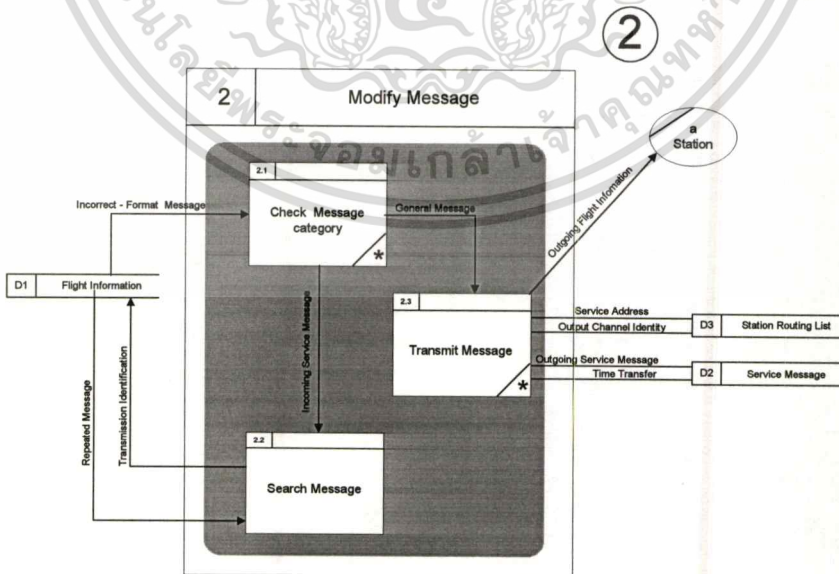 2
2 Modify Message
a
Station
2.1
Check Message
category
*
Incorrect - Format Message
General Message
Outgoing Flight Infomation
D1 Flight Information
Incoming Service Message
2.3
Transmit Message
*
Service Address
Output Channel Identity
D3 Station Routing List
Outgoing Service Message
Time Transfer
D2 Service Message
Repeated Message
Transmission Identification
2.2
Search Message